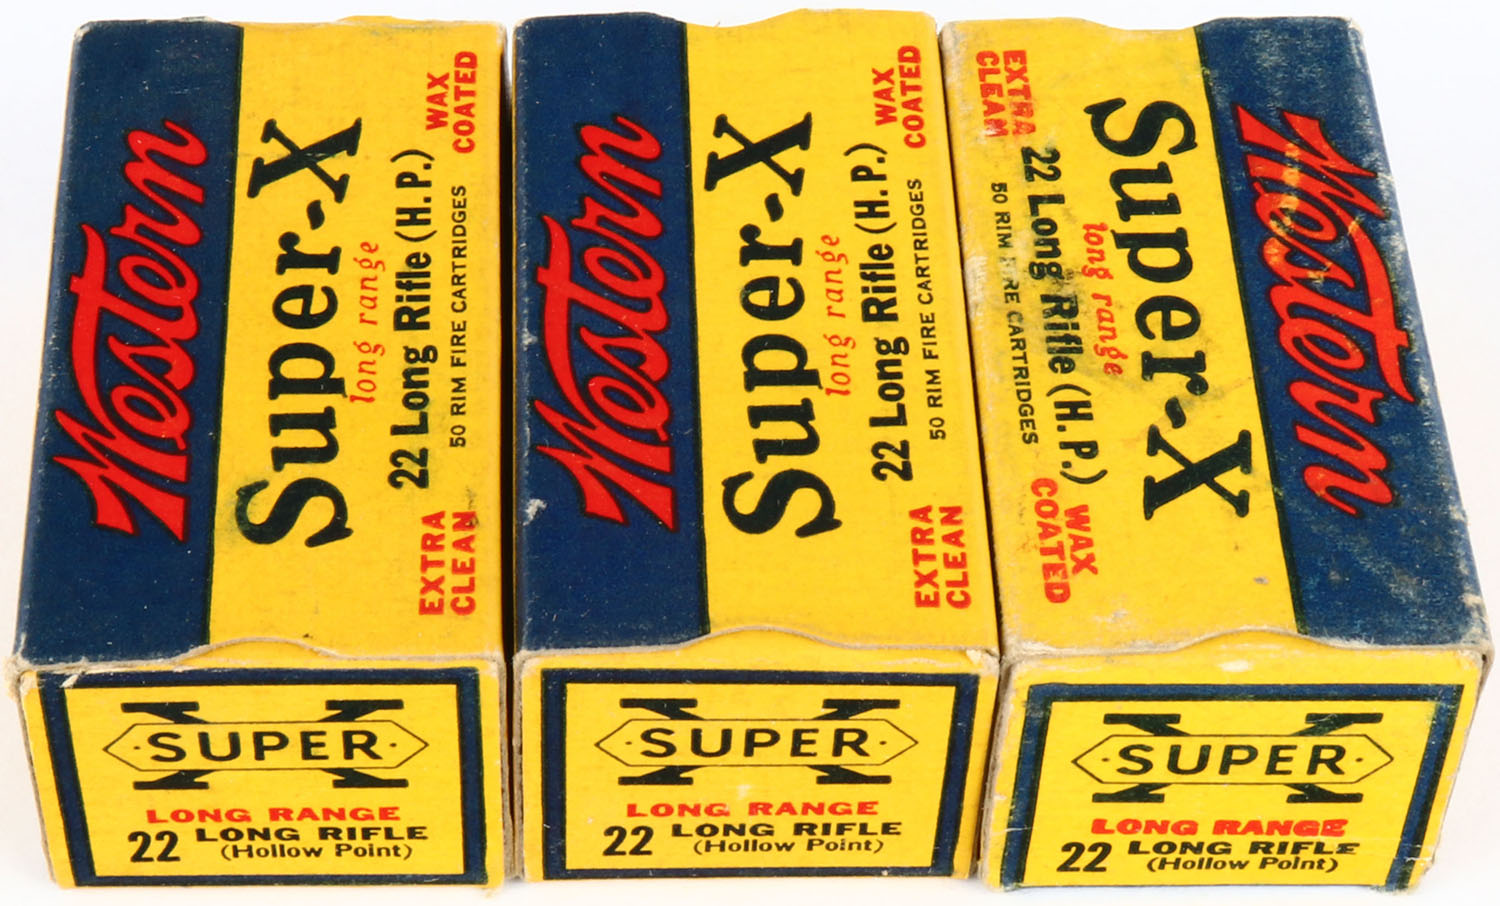 Western
Super-X
long range
22 Long Rifle (H.P.)
50 RIM FIRE CARTRIDGES
EXTRA
CLEAN
WAX
COATED
SUPER
X
LONG RANGE
22 LONG RIFLE
(Hollow Point)
Western
Super-X
long range
22 Long Rifle (H.P.)
50 RIM FIRE CARTRIDGES
EXTRA
CLEAN
WAX
COATED
SUPER
X
LONG RANGE
22 LONG RIFLE
(Hollow Point)
Western
Super-X
long range
22 Long Rifle (H.P.)
50 RIM FIRE CARTRIDGES
EXTRA
CLEAN
WAX
COATED
SUPER
X
LONG RANGE
22 LONG RIFLE
(Hollow Point)